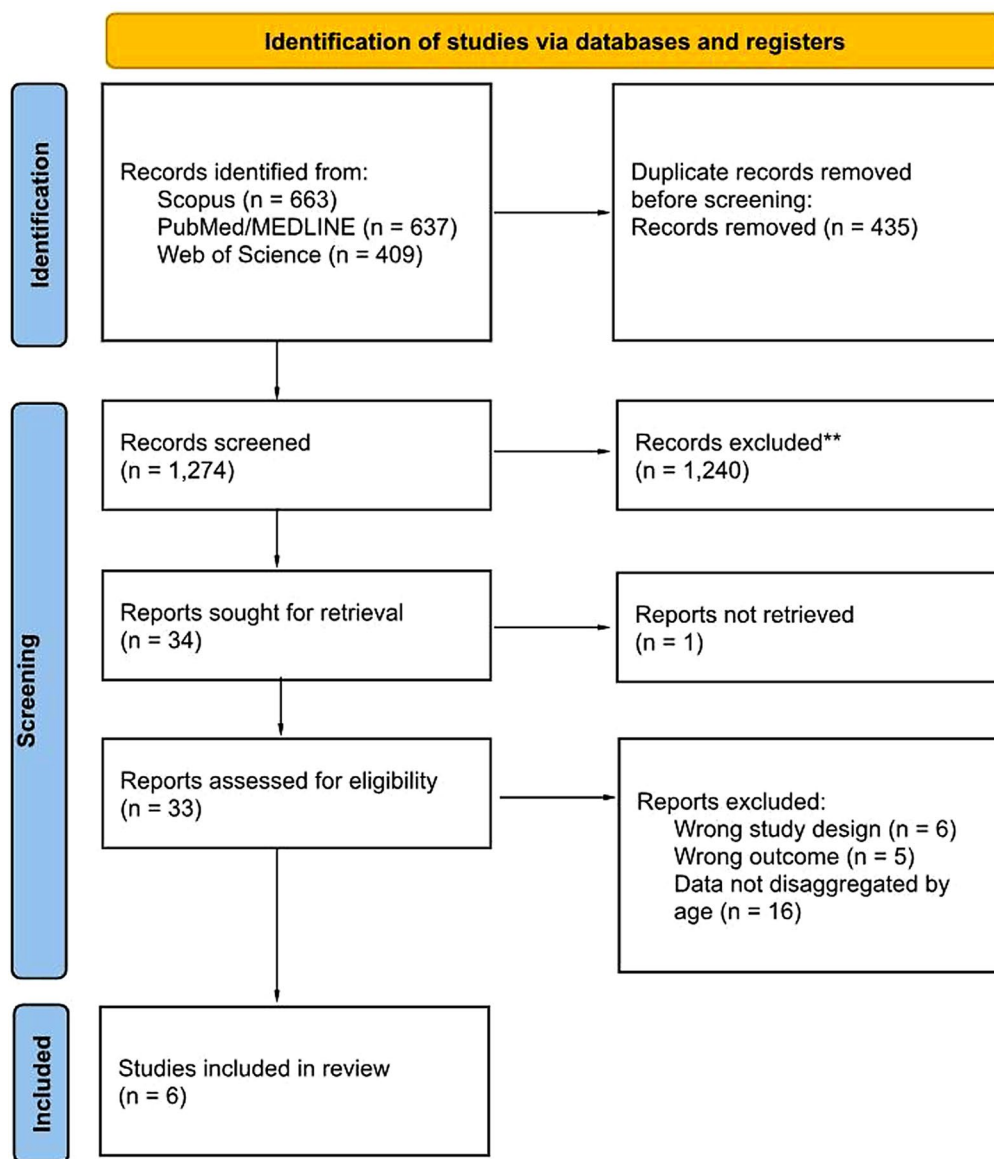 Identification of studies via databases and registers
Identification
Records identified from:
Scopus (n = 663)
PubMed/MEDLINE (n = 637)
Web of Science (n = 409)
Duplicate records removed
before screening:
Records removed (n = 435)
Screening
Records screened
(n = 1,274)
Records excluded**
(n = 1,240)
Reports sought for retrieval
(n = 34)
Reports not retrieved
(n = 1)
Reports assessed for eligibility
(n = 33)
Reports excluded:
Wrong study design (n = 6)
Wrong outcome (n = 5)
Data not disaggregated by
age (n = 16)
Included
Studies included in review
(n = 6)